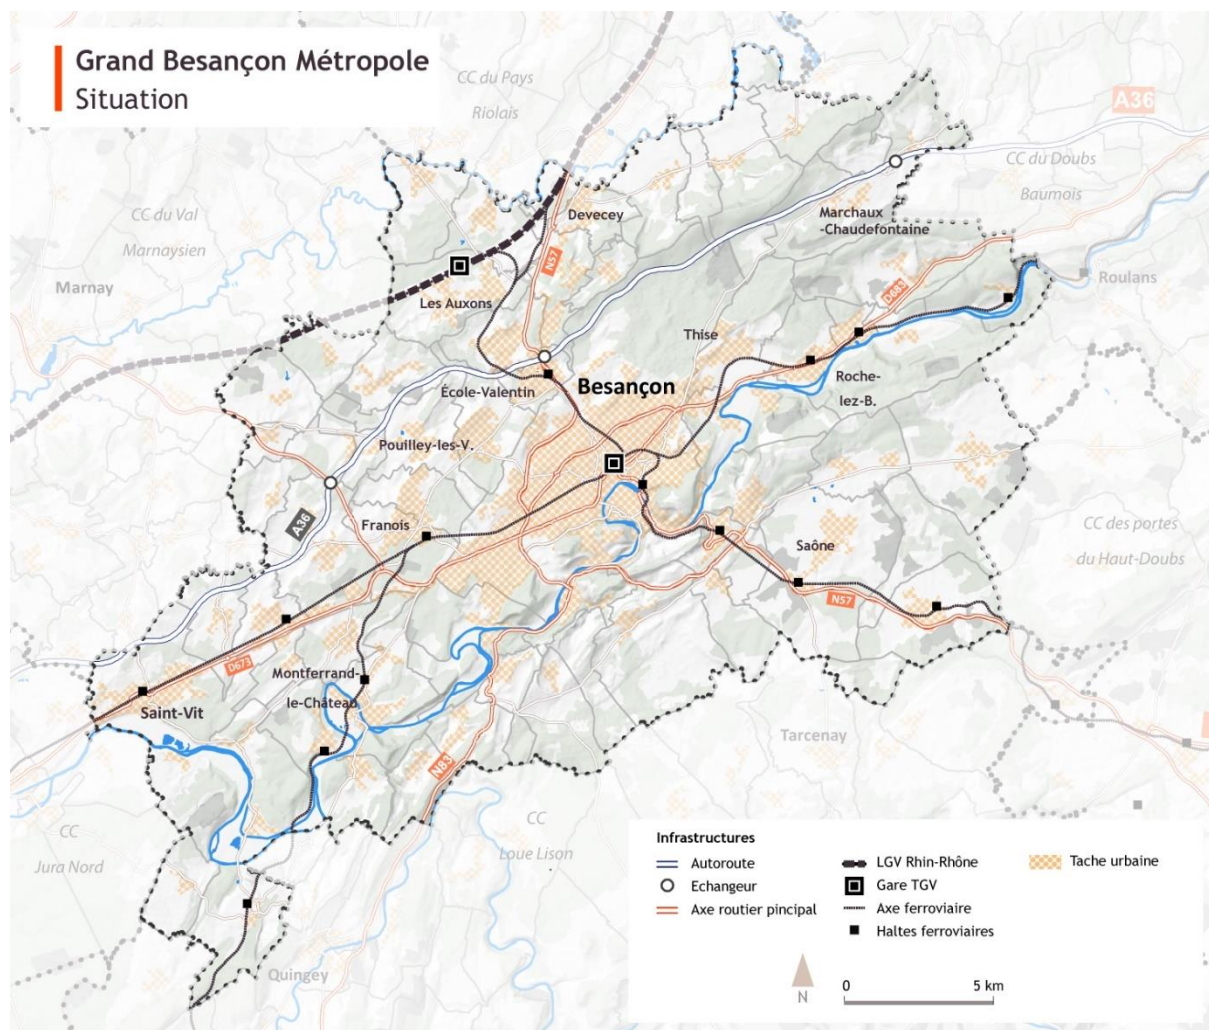 Grand Besançon Métropole
Situation
CC du Pays
Riolais
A36
CC du Doubs
Baumois
CC du Val
Marnaysien
Devecey
Marchaux
-Chaudefontaine
N57
Marnay
Roulans
D683
Les Auxons
Thise
École-Valentin
Besançon
Roche-
lez-B.
Pouilley-les-V.
A36
Franois
CC des portes
du Haut-Doubs
Saône
N57
D673
Montferrand-
le-Château
Saint-Vit
Tarcenay
N83
CC
Jura Nord
CC
Loue Lison
Quingey
Infrastructures
Autoroute
Echangeur
Axe routier pincipal
LGV Rhin-Rhône
Gare TGV
Axe ferroviaire
Haltes ferroviaires
Tache urbaine
N
0
5 km